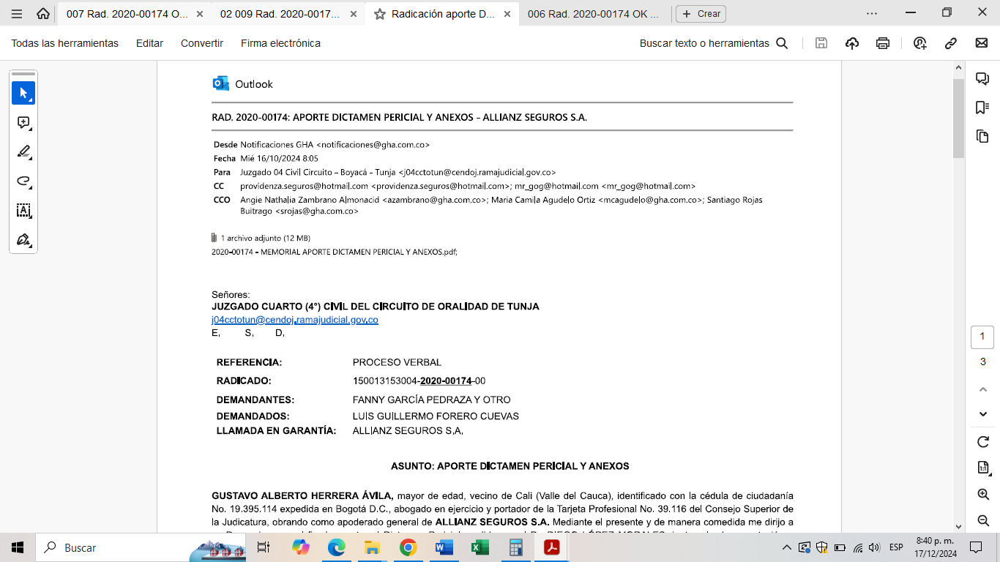 007 Rad. 2020-00174 O...
02 009 Rad. 2020-0017...
Radicación aporte D...
006 Rad. 2020-00174 OK ...
Crear
Todas las herramientas
Editar
Convertir
Firma electrónica
Buscar texto o herramientas
Outlook
RAD. 2020-00174: APORTE DICTAMEN PERICIAL Y ANEXOS – ALLIANZ SEGUROS S.A.
Desde Notificaciones GHA <notificaciones@gha.com.co>
Fecha Mié 16/10/2024 8:05
Para Juzgado 04 Civil Circuito – Boyacá - Tunja <j04cctotun@cendoj.ramajudicial.gov.co>
CC providenza.seguros@hotmail.com <providenza.seguros@hotmail.com>; mr_gog@hotmail.com <mr_gog@hotmail.com>
CCO Angie Nathalia Zambrano Almonacid <azambrano@gha.com.co>; Maria Camila Agudelo Ortiz <mcagudelo@gha.com.co>; Santiago Rojas
Buitrago <srojas@gha.com.co>
1 archivo adjunto (12 MB)
2020-00174 – MEMORIAL APORTE DICTAMEN PERICIAL Y ANEXOS.pdf;
Señores:
JUZGADO CUARTO (4°) CIVIL DEL CIRCUITO DE ORALIDAD DE TUNJA
j04cctotun@cendoj.ramajudicial.gov.co
E. S. D.
REFERENCIA: PROCESO VERBAL
RADICADO: 150013153004-2020-00174-00
DEMANDANTES: FANNY GARCÍA PEDRAZA Y OTRO
DEMANDADOS: LUIS GUILLERMO FORERO CUEVAS
LLAMADA EN GARANTÍA: ALLIANZ SEGUROS S.A.
ASUNTO: APORTE DICTAMEN PERICIAL Y ANEXOS
GUSTAVO ALBERTO HERRERA ÁVILA, mayor de edad, vecino de Cali (Valle del Cauca), identificado con la cédula de ciudadanía
No. 19.395.114 expedida en Bogotá D.C., abogado en ejercicio y portador de la Tarjeta Profesional No. 39.116 del Consejo Superior de
la Judicatura, obrando como apoderado general de ALLIANZ SEGUROS S.A. Mediante el presente y de manera comedida me dirijo a
1
3
Buscar
ESP
8:40 p. m.
17/12/2024